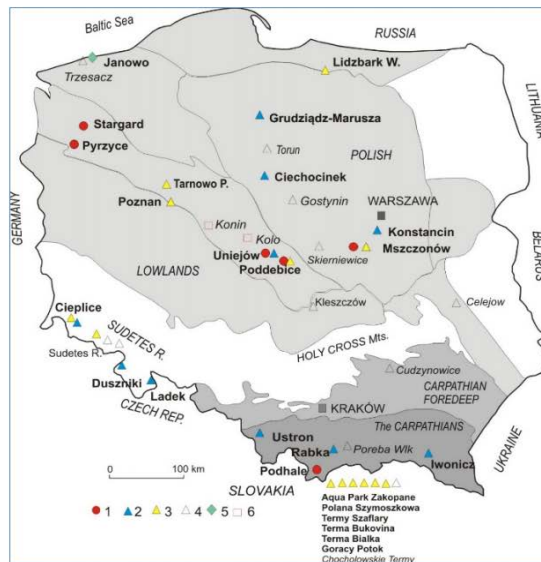 Baltic Sea
RUSSIA
Janowo
Trzesacz
Lidzbark W.
LITHUANIA
Stargard
Grudziądz-Marusza
Pyrzyce
Torun
POLISH
Tarnowo P.
Ciechocinek
Poznan
Gostynin
WARSZAWA
GERMANY
Konin
Kolo
Konstancin
BELARUS
Uniejów
Mszczonów
Skierniewice
LOWLANDS
Poddebice
Kleszczów
Celejow
Cieplice
SUDETES R.
HOLY CROSS Mts.
Sudetes R.
Cudzynowice
Duszniki
Ladek
CARPATHIAN
FOREDEEP
CZECH REP.
KRAKÓW
UKRAINE
The CARPATHIANS
Ustron
Rabka
Poreba Wlk
Iwonicz
0 100 km
Podhale
SLOVAKIA
1 2 3 4 5 6
Aqua Park Zakopane
Polana Szymoszkowa
Termy Szaflary
Terma Bukovina
Terma Bialka
Goracy Potok
Chocholowskie Termy